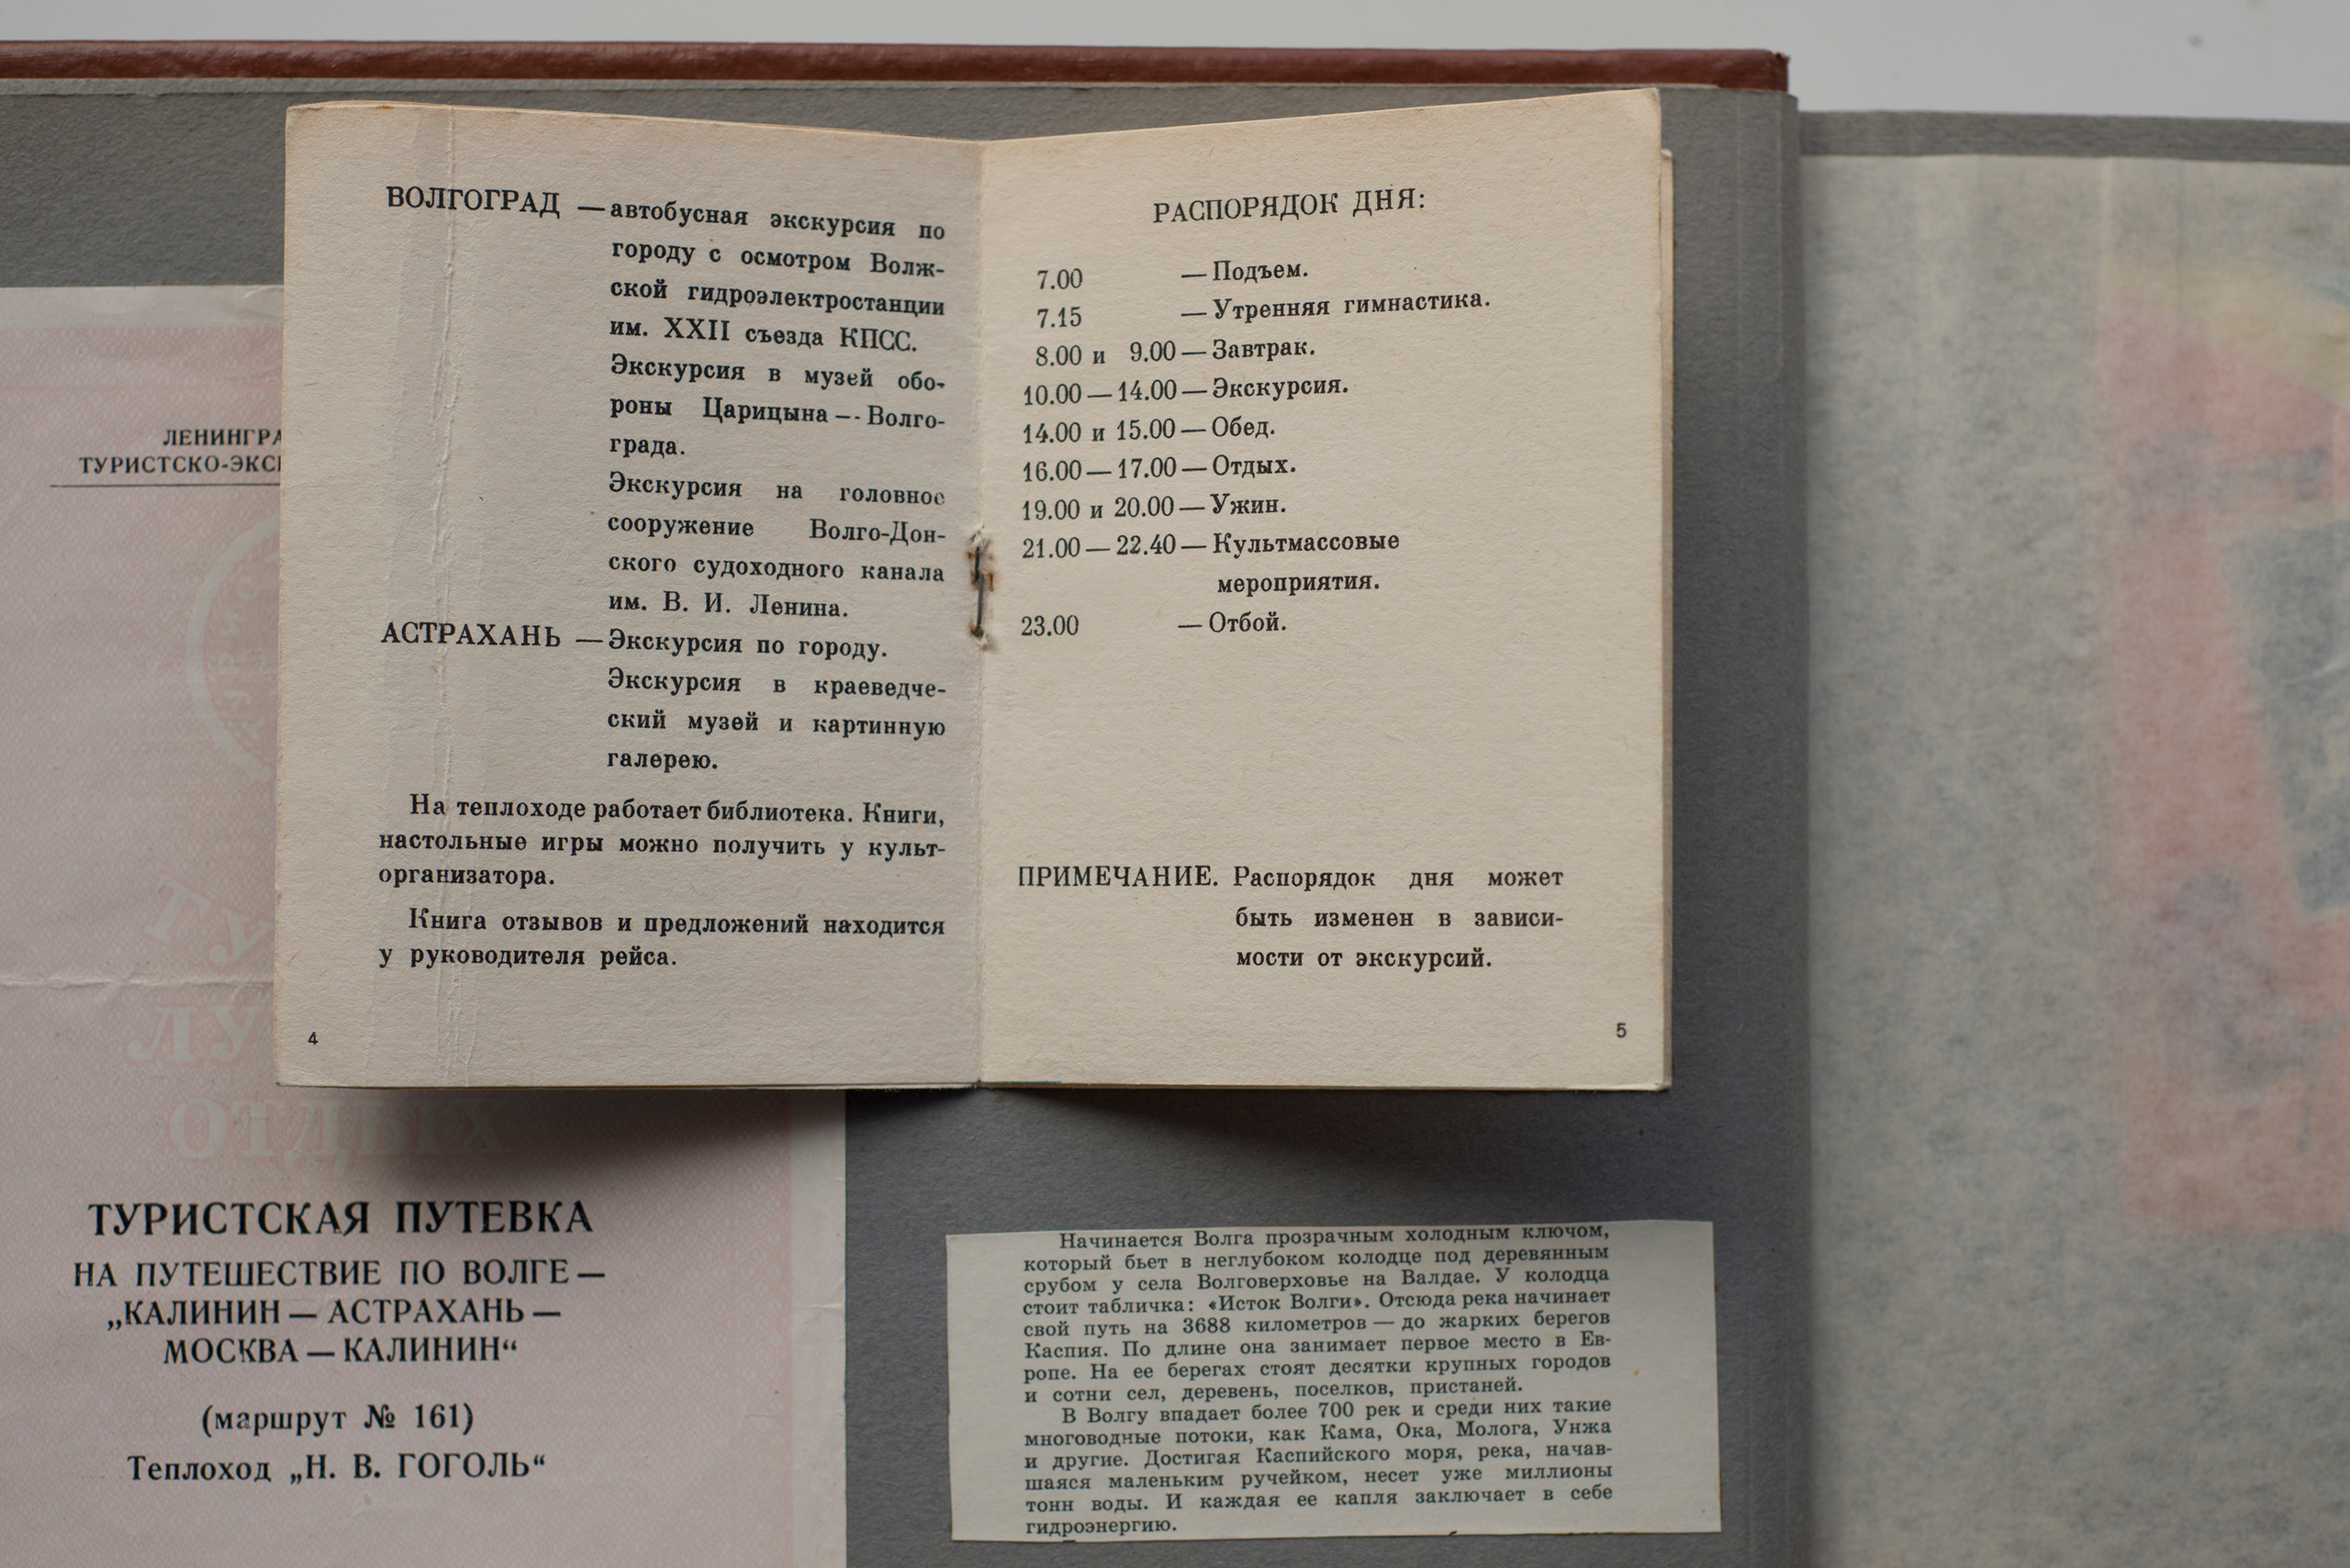 ВОЛГОГРАД — автобусная экскурсия по
городу с осмотром Волж-
ской гидроэлектростанции
им. XXII съезда КПСС.
Экскурсия в музей обо-
роны Царицына — Волго-
града.
Экскурсия на головное
сооружение Волго-Дон-
ского судоходного канала
им. В. И. Ленина.
АСТРАХАНЬ — Экскурсия по городу.
Экскурсия в краеведче-
ский музей и картинную
галерею.
На теплоходе работает библиотека. Книги,
настольные игры можно получить у культ-
организатора.
Книга отзывов и предложений находится
у руководителя рейса.
4
РАСПОРЯДОК ДНЯ:
7.00 — Подъем.
7.15 — Утренняя гимнастика.
8.00 и 9.00 — Завтрак.
10.00 — 14.00 — Экскурсия.
14.00 и 15.00 — Обед.
16.00 — 17.00 — Отдых.
19.00 и 20.00 — Ужин.
21.00 — 22.40 — Культмассовые
мероприятия.
23.00 — Отбой.
ПРИМЕЧАНИЕ. Распорядок дня может
быть изменен в зависи-
мости от экскурсий.
5
ЛЕНИНГРА
ТУРИСТСКО-ЭКС
ТУ
ЛУ
ОТДЫХ
ТУРИСТСКАЯ ПУТЕВКА
НА ПУТЕШЕСТВИЕ ПО ВОЛГЕ —
„КАЛИНИН — АСТРАХАНЬ —
МОСКВА — КАЛИНИН“
(маршрут № 161)
Теплоход „Н. В. ГОГОЛЬ“
Начинается Волга прозрачным холодным ключом,
который бьет в неглубоком колодце под деревянным
срубом у села Волговерховье на Валдае. У колодца
стоит табличка: «Исток Волги». Отсюда река начинает
свой путь на 3688 километров — до жарких берегов
Каспия. По длине она занимает первое место в Ев-
ропе. На ее берегах стоят десятки крупных городов
и сотни сел, деревень, поселков, пристаней.
В Волгу впадает более 700 рек и среди них такие
многоводные потоки, как Кама, Ока, Молога, Унжа
и другие. Достигая Каспийского моря, река, начав-
шаяся маленьким ручейком, несет уже миллионы
тонн воды. И каждая ее капля заключает в себе
гидроэнергию.